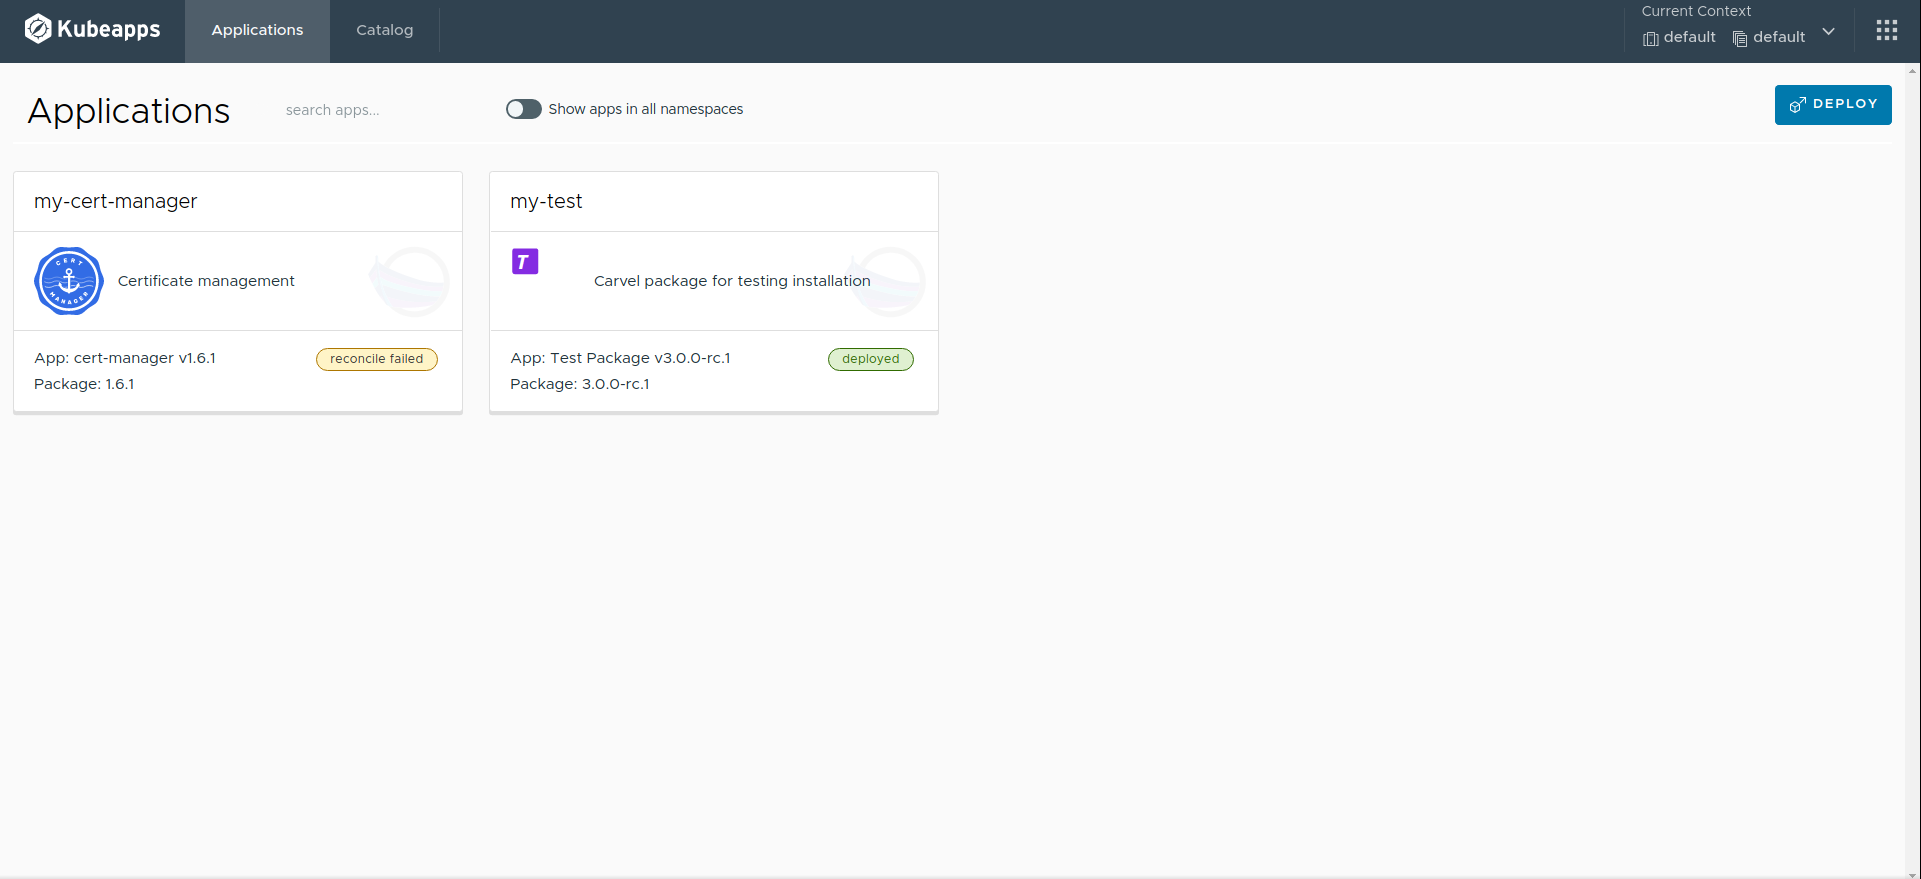 Kubeapps
Applications
Catalog
Current Context
default default
Applications
search apps...
Show apps in all namespaces
DEPLOY
my-cert-manager
CERT
MANAGER
Certificate management
App: cert-manager v1.6.1
reconcile failed
Package: 1.6.1
my-test
T
Carvel package for testing installation
App: Test Package v3.0.0-rc.1
deployed
Package: 3.0.0-rc.1